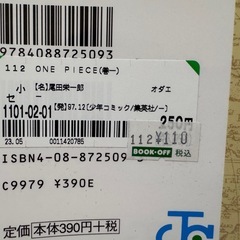 9784088725093
112 ONE PIECE(巻一)
小 【名】尾田栄一郎 オダエ
セ
1101-02-01 【発】97.12【少年コミック/集英社ノー】
250円
23.05 0011420785
112 ¥110
BOOK-OFF 税込
ISBN4-08-87250
C9979 ¥390E
定価 本体390円+